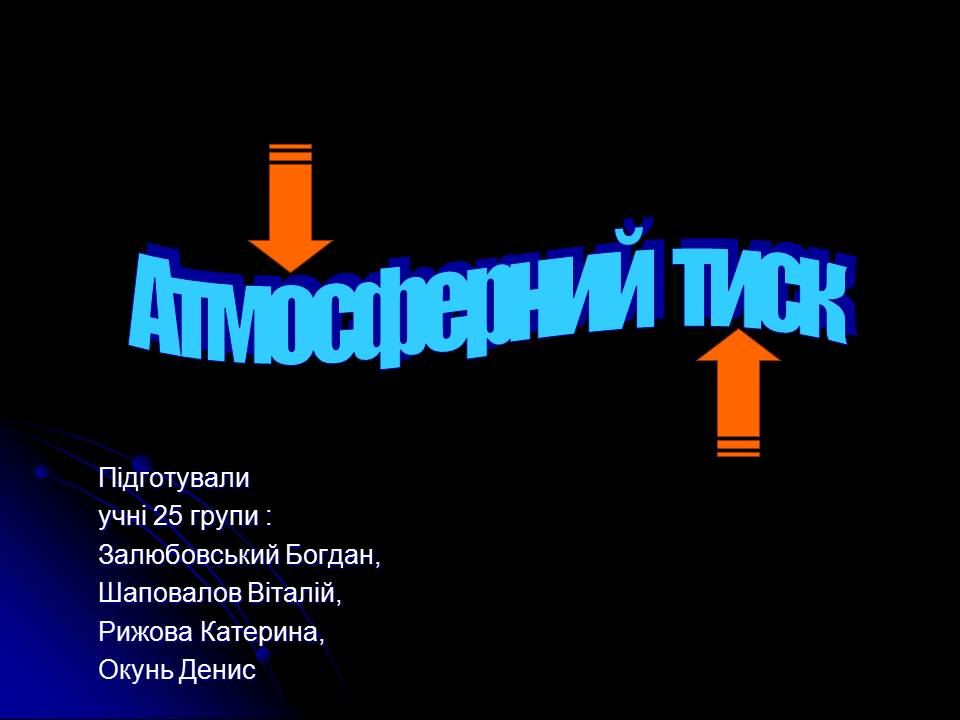 Атмосферний тиск
Підготували
учні 25 групи :
Залюбовський Богдан,
Шаповалов Віталій,
Рижова Катерина,
Окунь Денис